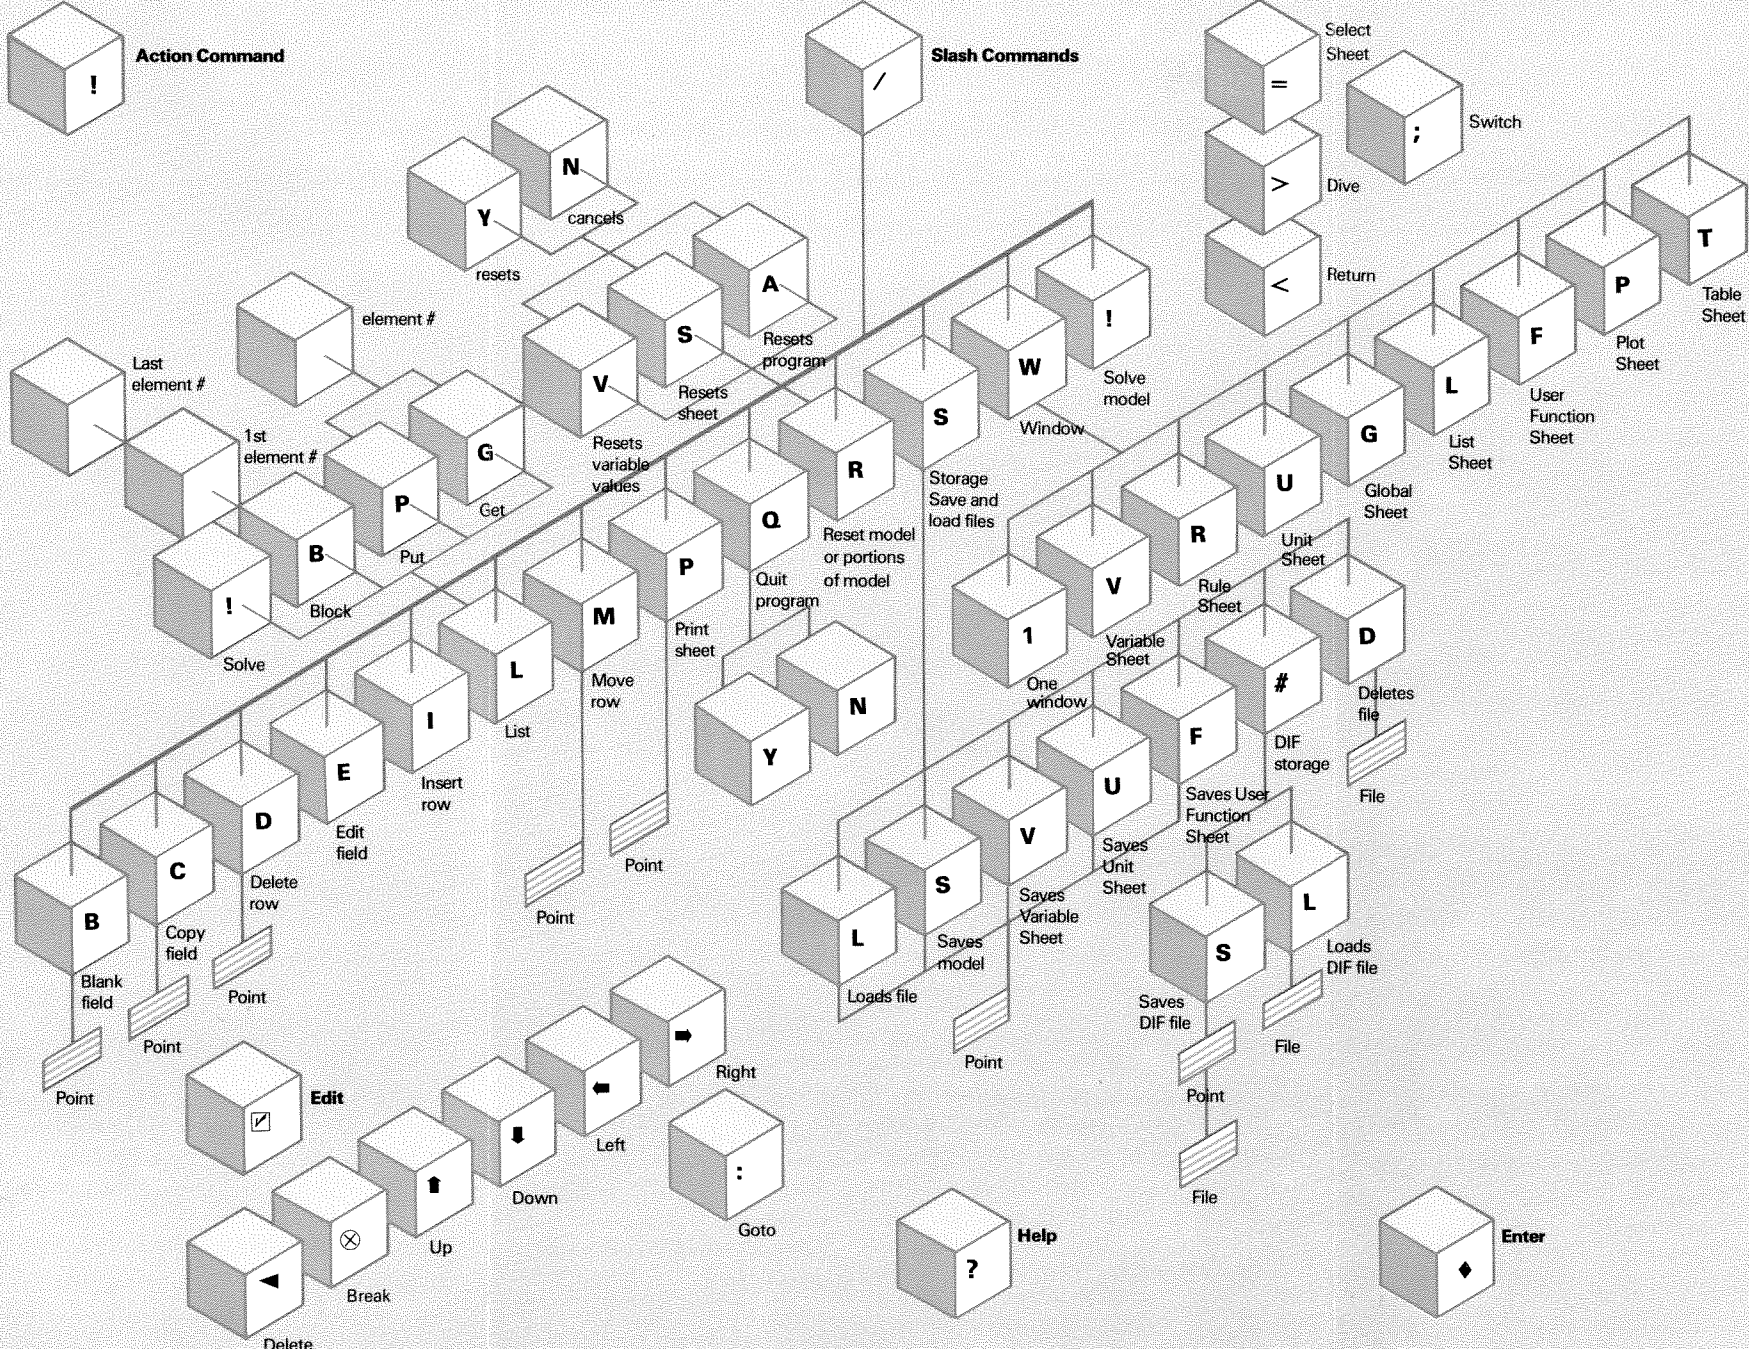 !
Action Command
/
Slash Commands
=
Select
Sheet
;
Switch
>
Dive
<
Return
N
cancels
Y
resets
A
Resets
program
S
Resets
sheet
V
Resets
variable
values
element #
Last
element #
1st
element #
G
Get
P
Put
B
Block
!
Solve
!
Solve
model
W
Window
S
Storage
Save and
load files
R
Reset model
or portions
of model
Q
Quit
program
Y
N
P
Print
sheet
Point
M
Move
row
Point
L
List
I
Insert
row
E
Edit
field
D
Delete
row
Point
C
Copy
field
Point
B
Blank
field
Point
T
Table
Sheet
P
Plot
Sheet
F
User
Function
Sheet
L
List
Sheet
G
Global
Sheet
U
Unit
Sheet
R
Rule
Sheet
V
Variable
Sheet
1
One
window
D
Deletes
file
File
#
DIF
storage
F
Saves User
Function
Sheet
U
Saves
Unit
Sheet
V
Saves
Variable
Sheet
S
Saves
model
L
Loads file
Point
L
Loads
DIF file
File
S
Saves
DIF file
Point
File
Edit
➡
Right
⬅
Left
⬇
Down
⬆
Up
⊗
Break
◄
Delete
:
Goto
?
Help
♦
Enter